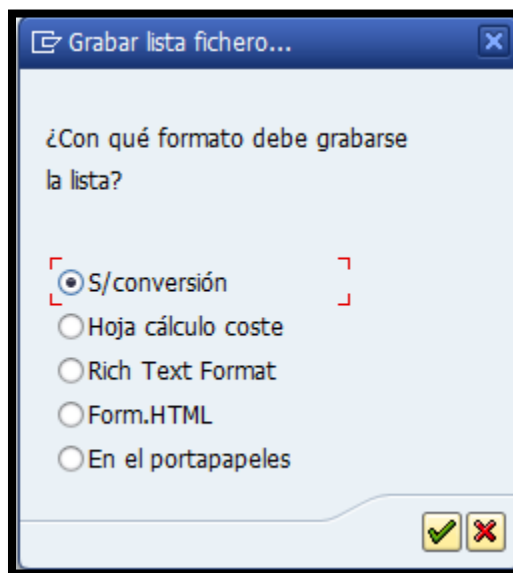 Grabar lista fichero...
¿Con qué formato debe grabarse
la lista?
S/conversión
Hoja cálculo coste
Rich Text Format
Form.HTML
En el portapapeles